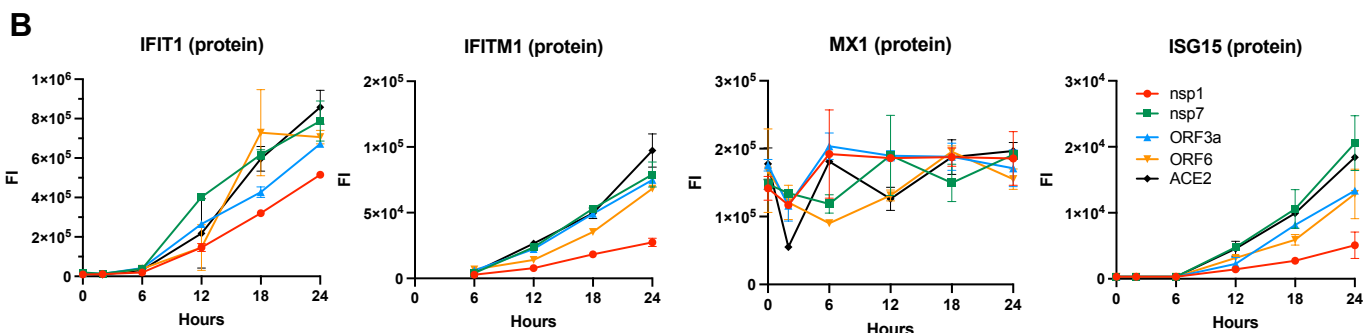 B
IFIT1 (protein)
FI
1×10⁶
8×10⁵
6×10⁵
4×10⁵
2×10⁵
0
0 6 12 18 24
Hours
IFITM1 (protein)
FI
2×10⁵
1×10⁵
5×10⁴
0
0 6 12 18 24
Hours
MX1 (protein)
FI
3×10⁵
2×10⁵
1×10⁵
0
0 6 12 18 24
Hours
ISG15 (protein)
FI
3×10⁴
2×10⁴
1×10⁴
0
0 6 12 18 24
Hours
nsp1
nsp7
ORF3a
ORF6
ACE2